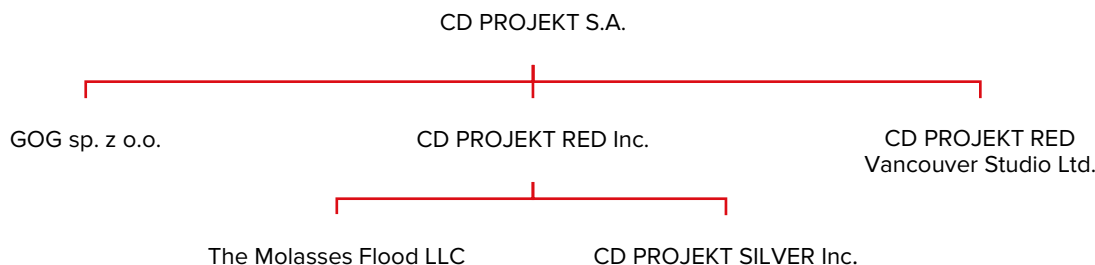 CD PROJEKT S.A.
GOG sp. z o.o.
CD PROJEKT RED Inc.
CD PROJEKT RED
Vancouver Studio Ltd.
The Molasses Flood LLC
CD PROJEKT SILVER Inc.